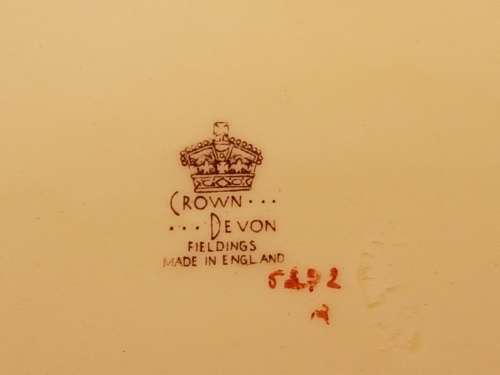 CROWN...
...DEVON
FIELDINGS
MADE IN ENGLAND